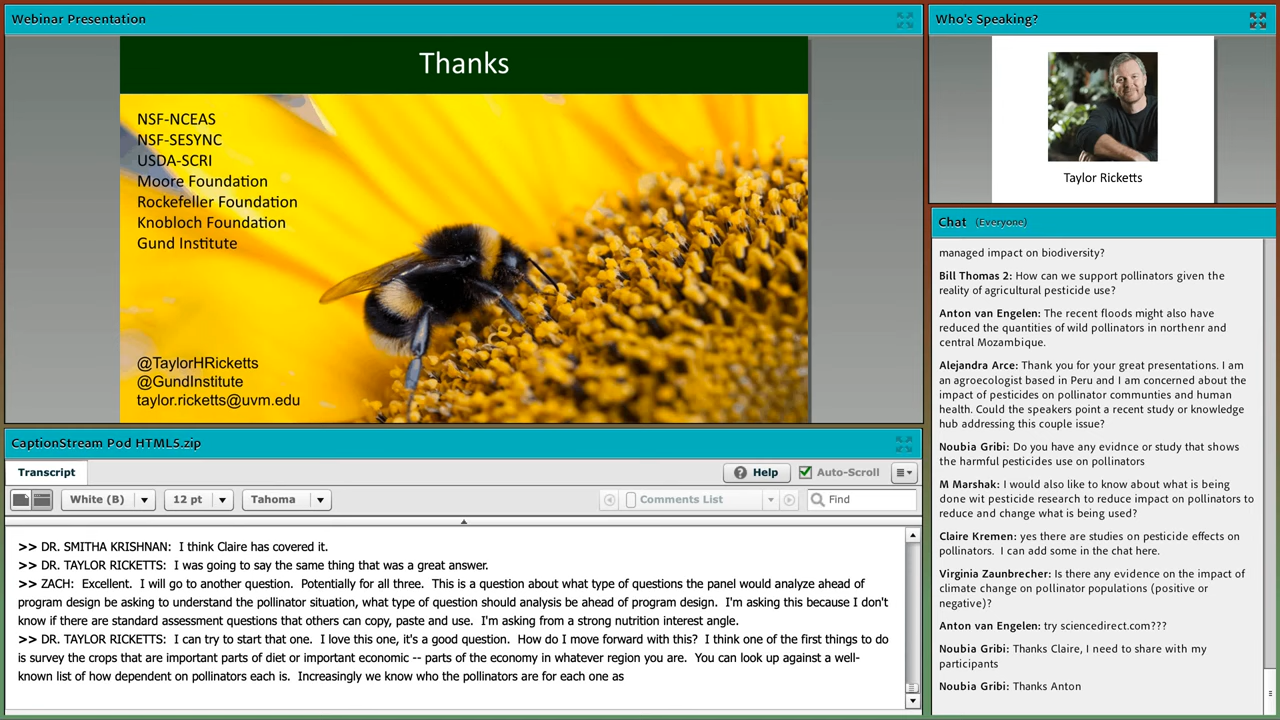 Webinar Presentation
Thanks
NSF-NCEAS
NSF-SESYNC
USDA-SCRI
Moore Foundation
Rockefeller Foundation
Knobloch Foundation
Gund Institute
@TaylorHRicketts
@GundInstitute
taylor.ricketts@uvm.edu
Who's Speaking?
Taylor Ricketts
CaptionStream Pod HTML5.zip
Transcript
Help
Auto-Scroll
White (B)
12 pt
Tahoma
Comments List
Find
>> DR. SMITHA KRISHNAN: I think Claire has covered it.
>> DR. TAYLOR RICKETTS: I was going to say the same thing that was a great answer.
>> ZACH: Excellent. I will go to another question. Potentially for all three. This is a question about what type of questions the panel would analyze ahead of
program design be asking to understand the pollinator situation, what type of question should analysis be ahead of program design. I'm asking this because I don't
know if there are standard assessment questions that others can copy, paste and use. I'm asking from a strong nutrition interest angle.
>> DR. TAYLOR RICKETTS: I can try to start that one. I love this one, it's a good question. How do I move forward with this? I think one of the first things to do
is survey the crops that are important parts of diet or important economic -- parts of the economy in whatever region you are. You can look up against a well-
known list of how dependent on pollinators each is. Increasingly we know who the pollinators are for each one as
Chat (Everyone)
managed impact on biodiversity?
Bill Thomas 2: How can we support pollinators given the
reality of agricultural pesticide use?
Anton van Engelen: The recent floods might also have
reduced the quantities of wild pollinators in northenr and
central Mozambique.
Alejandra Arce: Thank you for your great presentations. I am
an agroecologist based in Peru and I am concerned about the
impact of pesticides on pollinator communties and human
health. Could the speakers point a recent study or knowledge
hub addressing this couple issue?
Noubia Gribi: Do you have any evidnce or study that shows
the harmful pesticides use on pollinators
M Marshak: I would also like to know about what is being
done wit pesticide research to reduce impact on pollinators to
reduce and change what is being used?
Claire Kremen: yes there are studies on pesticide effects on
pollinators. I can add some in the chat here.
Virginia Zaunbrecher: Is there any evidence on the impact of
climate change on pollinator populations (positive or
negative)?
Anton van Engelen: try sciencedirect.com???
Noubia Gribi: Thanks Claire, I need to share with my
participants
Noubia Gribi: Thanks Anton